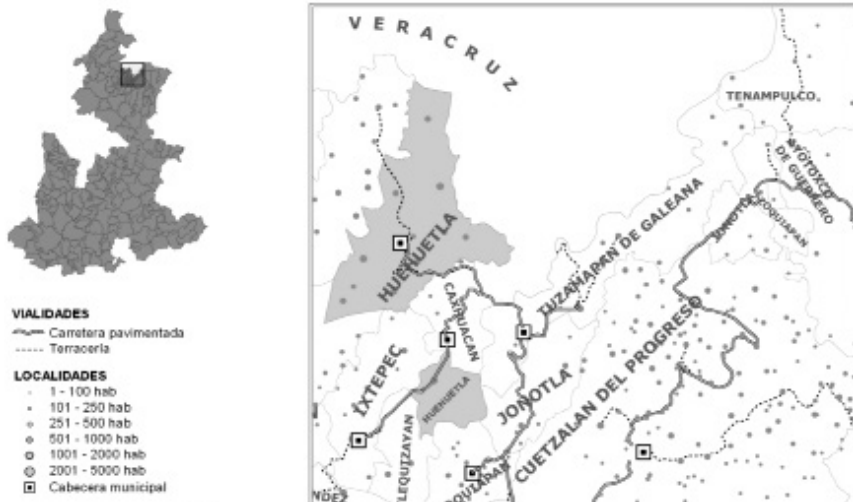 VIALIDADES
Carretera pavimentada
Terracería
LOCALIDADES
1 - 100 hab
101 - 250 hab
251 - 500 hab
501 - 1000 hab
1001 - 2000 hab
2001 - 5000 hab
Cabecera municipal
VERACRUZ
TENAMPULCO
AYOTOXCO
DE GUERRERO
JONOTLA
ZOQUIAPAN
HUEHUETLA
TUZAMAPAN DE GALEANA
CAXHUACAN
IXTEPEC
HUEHUETLA
JONOTLA
CUETZALAN DEL PROGRESO